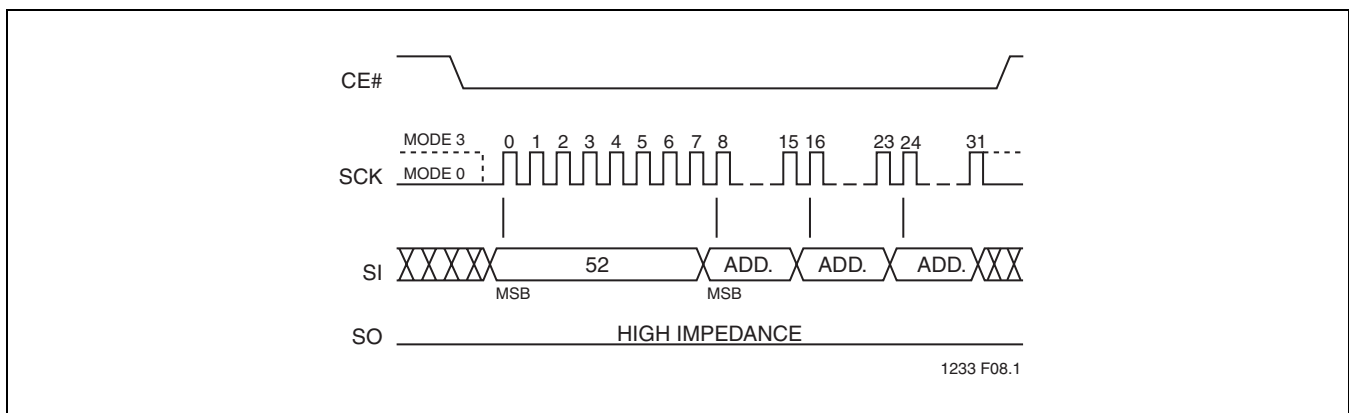 CE#
MODE 3
0 1 2 3 4 5 6 7 8 15 16 23 24 31
SCK
MODE 0
SI
52 ADD. ADD. ADD.
MSB MSB
SO
HIGH IMPEDANCE
1233 F08.1